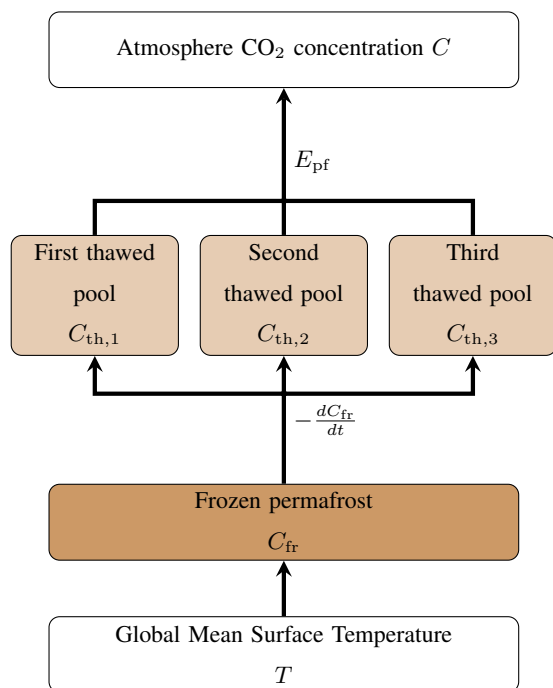 Atmosphere CO₂ concentration C
E_pf
First thawed
pool
C_th,1
Second
thawed pool
C_th,2
Third
thawed pool
C_th,3
− dC_fr/dt
Frozen permafrost
C_fr
Global Mean Surface Temperature
T